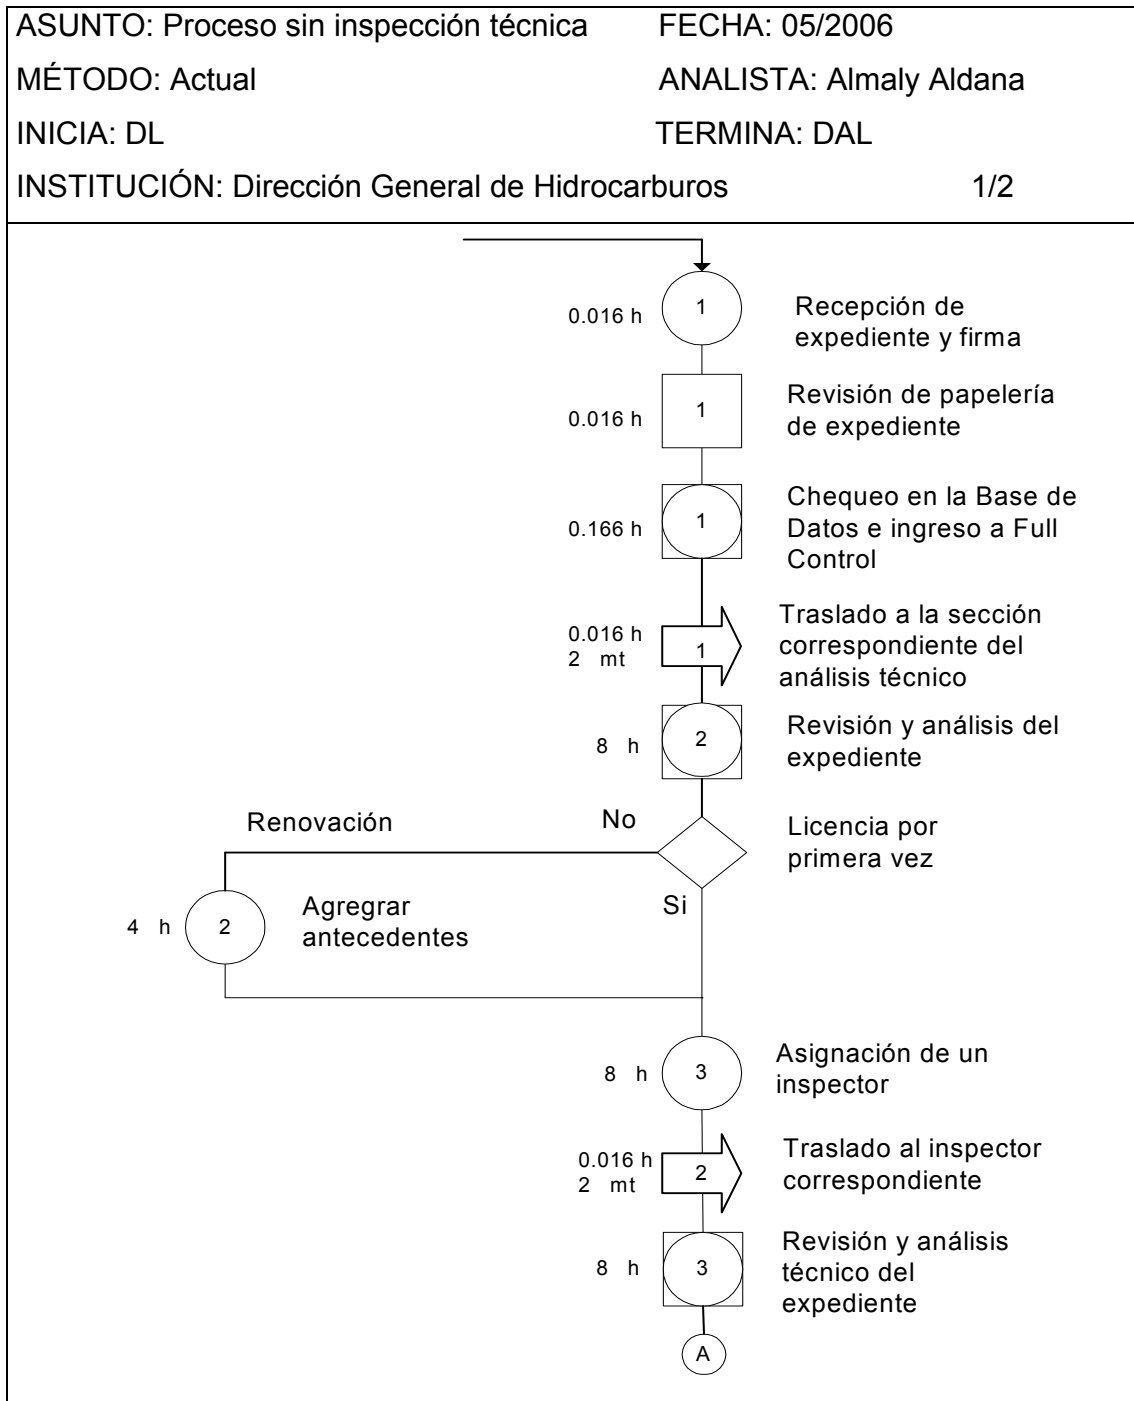 ASUNTO: Proceso sin inspección técnica FECHA: 05/2006
MÉTODO: Actual ANALISTA: Almaly Aldana
INICIA: DL TERMINA: DAL
INSTITUCIÓN: Dirección General de Hidrocarburos 1/2
0.016 h
1
Recepción de
expediente y firma
0.016 h
1
Revisión de papelería
de expediente
0.166 h
1
Chequeo en la Base de
Datos e ingreso a Full
Control
0.016 h
2 mt
1
Traslado a la sección
correspondiente del
análisis técnico
8 h
2
Revisión y análisis del
expediente
Renovación
No
Licencia por
primera vez
Si
4 h
2
Agregrar
antecedentes
8 h
3
Asignación de un
inspector
0.016 h
2 mt
2
Traslado al inspector
correspondiente
8 h
3
Revisión y análisis
técnico del
expediente
A